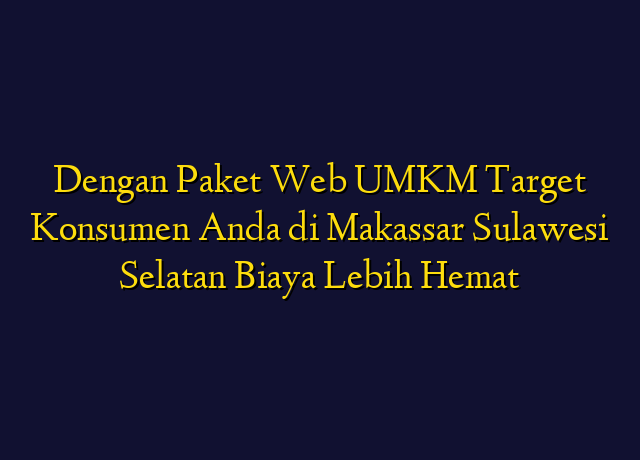 Dengan Paket Web UMKM Target
Konsumen Anda di Makassar Sulawesi
Selatan Biaya Lebih Hemat